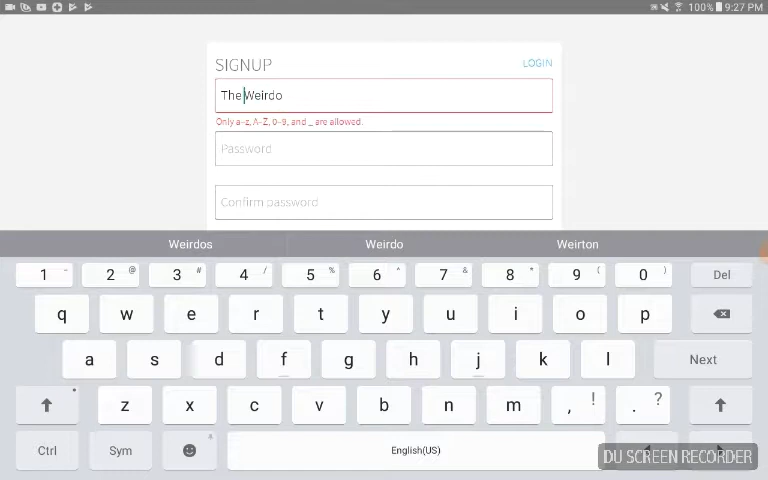 100% 9:27 PM
SIGNUP LOGIN
The Weirdo
Only a-z, A-Z, 0-9, and _ are allowed.
Password
Confirm password
Weirdos Weirdo Weirton
1 - 2 @ 3 # 4 / 5 % 6 ^ 7 & 8 * 9 ( 0 ) Del
q w e r t y u i o p
a s d f g h j k l Next
z x c v b n m , ! . ?
Ctrl Sym English(US)
DU SCREEN RECORDER